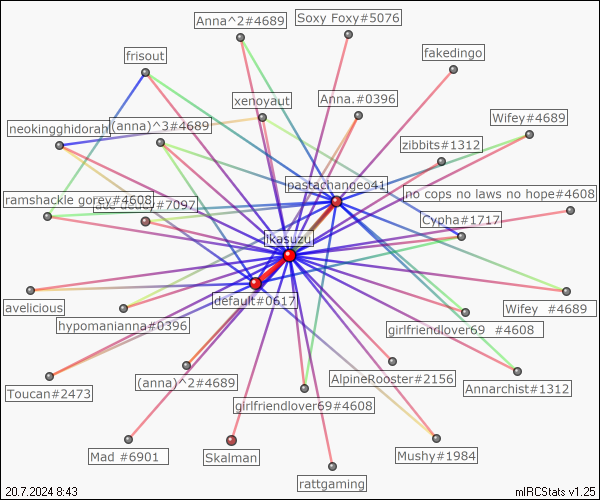 Soxy Foxy#5076
Anna^2#4689
fakedingo
frisout
xenoyaut
Anna.#0396
Wifey#4689
neokingghidorah
(anna)^3#4689
zibbits#1312
pastachangeo41
no cops no laws no hope#4608
ramshackle gorey#4608
#7097
Cypha#1717
ikasuzu
default#0617
avelicious
Wifey #4689
hypomanianna#0396
girlfriendlover69 #4608
AlpineRooster#2156
(anna)^2#4689
Annarchist#1312
Toucan#2473
girlfriendlover69#4608
Mad #6901
Skalman
Mushy#1984
rattgaming
20.7.2024 8:43
mIRCStats v1.25